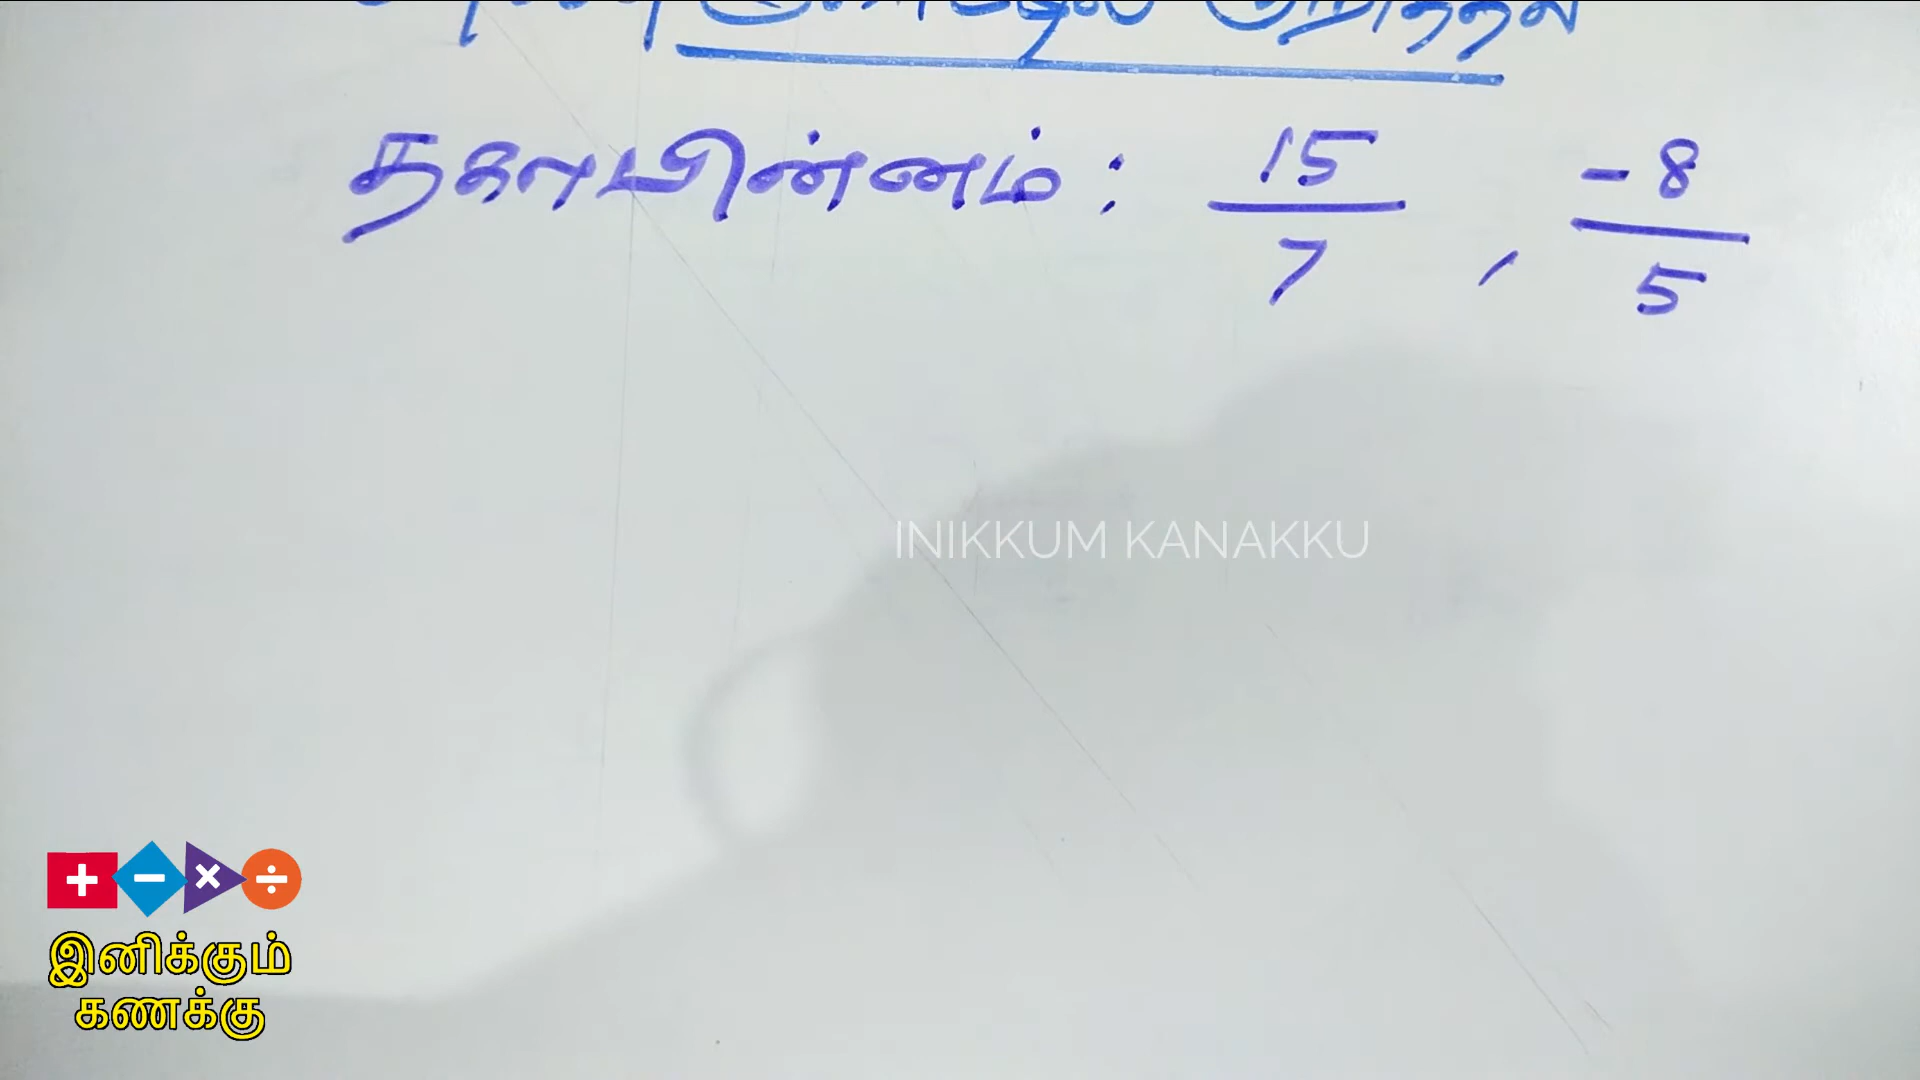 தகாபின்னம் : 15/7 , -8/5
INIKKUM KANAKKU
இனிக்கும்
கணக்கு